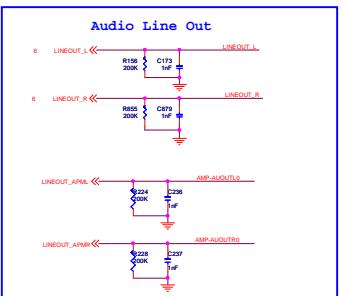 Audio Line Out
6 LINEOUT_L LINEOUT_L
R156 C173
200K 1nF
6 LINEOUT_R LINEOUT_R
R855 C879
200K 1nF
LINEOUT_APML AMP-AUOUTL0
R224 C236
200K 1nF
LINEOUT_APMR AMP-AUOUTR0
R228 C237
200K 1nF